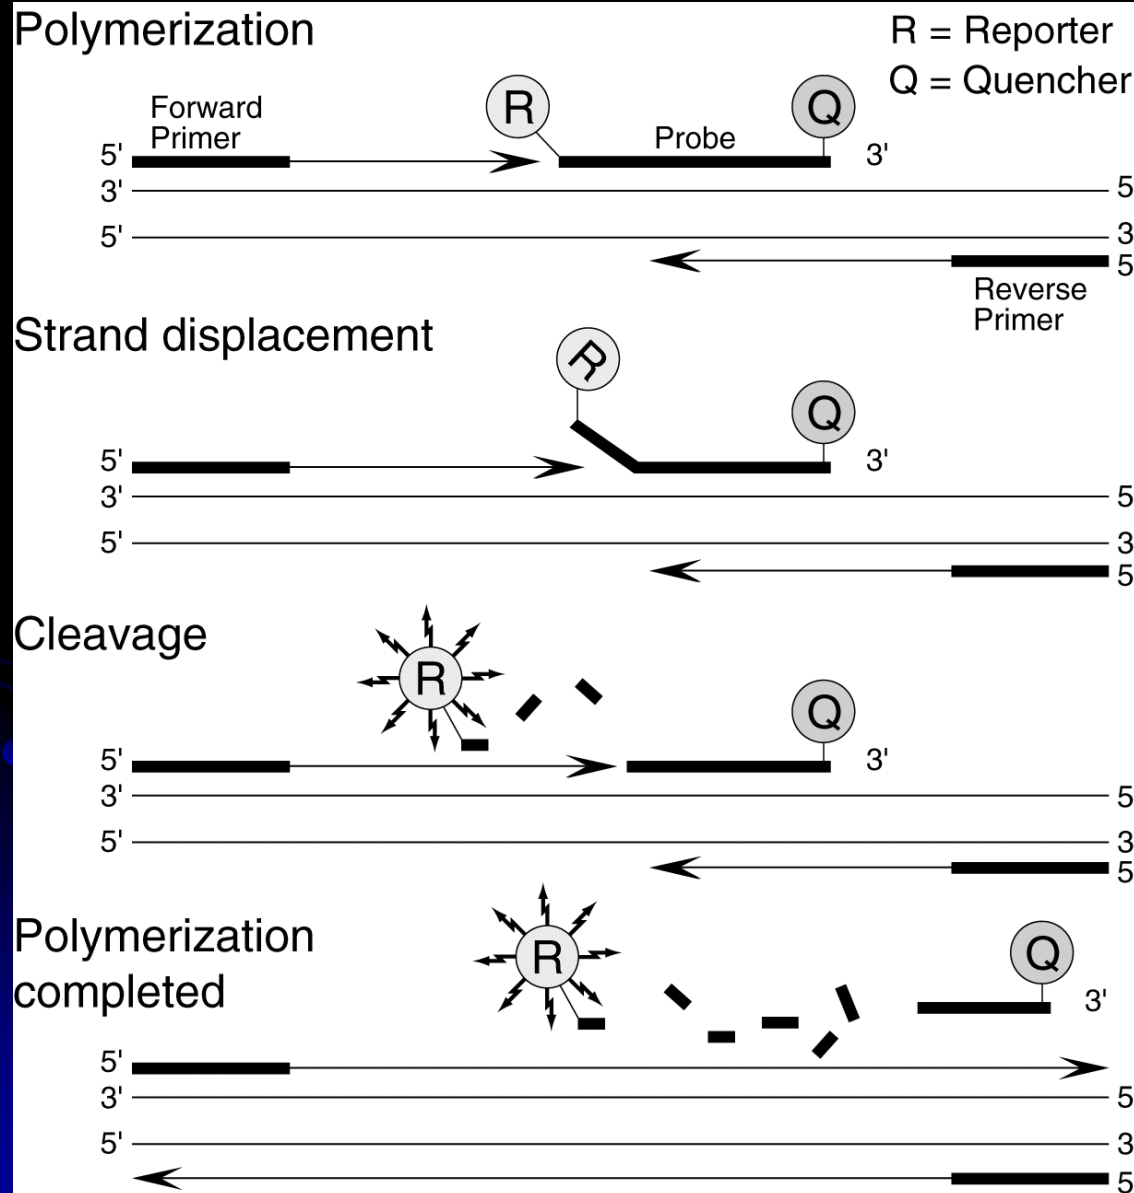 Polymerization
R = Reporter
Q = Quencher
Forward
Primer
R
Probe
Q
5' 3'
3' 5
5' 3
5
Reverse
Primer
Strand displacement
R
Q
5' 3'
3' 5
5' 3
5
Cleavage
R
Q
5' 3'
3' 5
5' 3
5
Polymerization
completed
R
Q
3'
5'
3' 5
5' 3
5